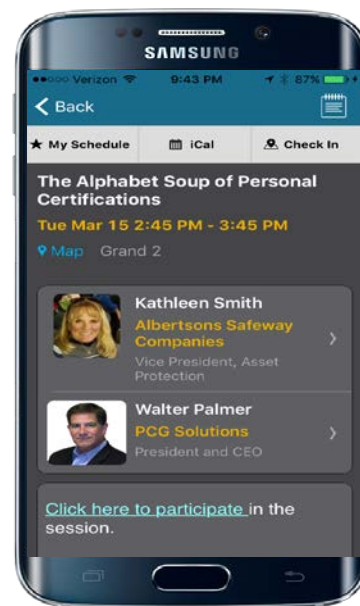 SAMSUNG
Verizon 9:43 PM 87%
Back
My Schedule iCal Check In
The Alphabet Soup of Personal
Certifications
Tue Mar 15 2:45 PM - 3:45
PM
Map Grand 2
Kathleen Smith
Albertsons Safeway
Companies
Vice President, Asset
Protection
Walter Palmer
PCG Solutions
President and CEO
Click here to participate in the
session.